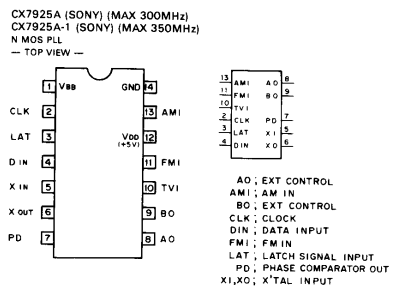 CX7925A (SONY) (MAX 300MHz)
CX7925A-1 (SONY) (MAX 350MHz)
N MOS PLL
— TOP VIEW —
1 VBB GND 14
CLK 2 13 AMI
LAT 3 VDD (+5V) 12
D IN 4 11 FMI
X IN 5 10 TVI
X OUT 6 9 BO
PD 7 8 AO
13 AMI AO 8
11 FMI BO 9
10 TVI
2 CLK PD 7
3 LAT XI 5
4 DIN XO 6
AO ; EXT CONTROL
AMI ; AM IN
BO ; EXT CONTROL
CLK ; CLOCK
DIN ; DATA INPUT
FMI ; FM IN
LAT ; LATCH SIGNAL INPUT
PD ; PHASE COMPARATOR OUT
XI,XO ; X'TAL INPUT